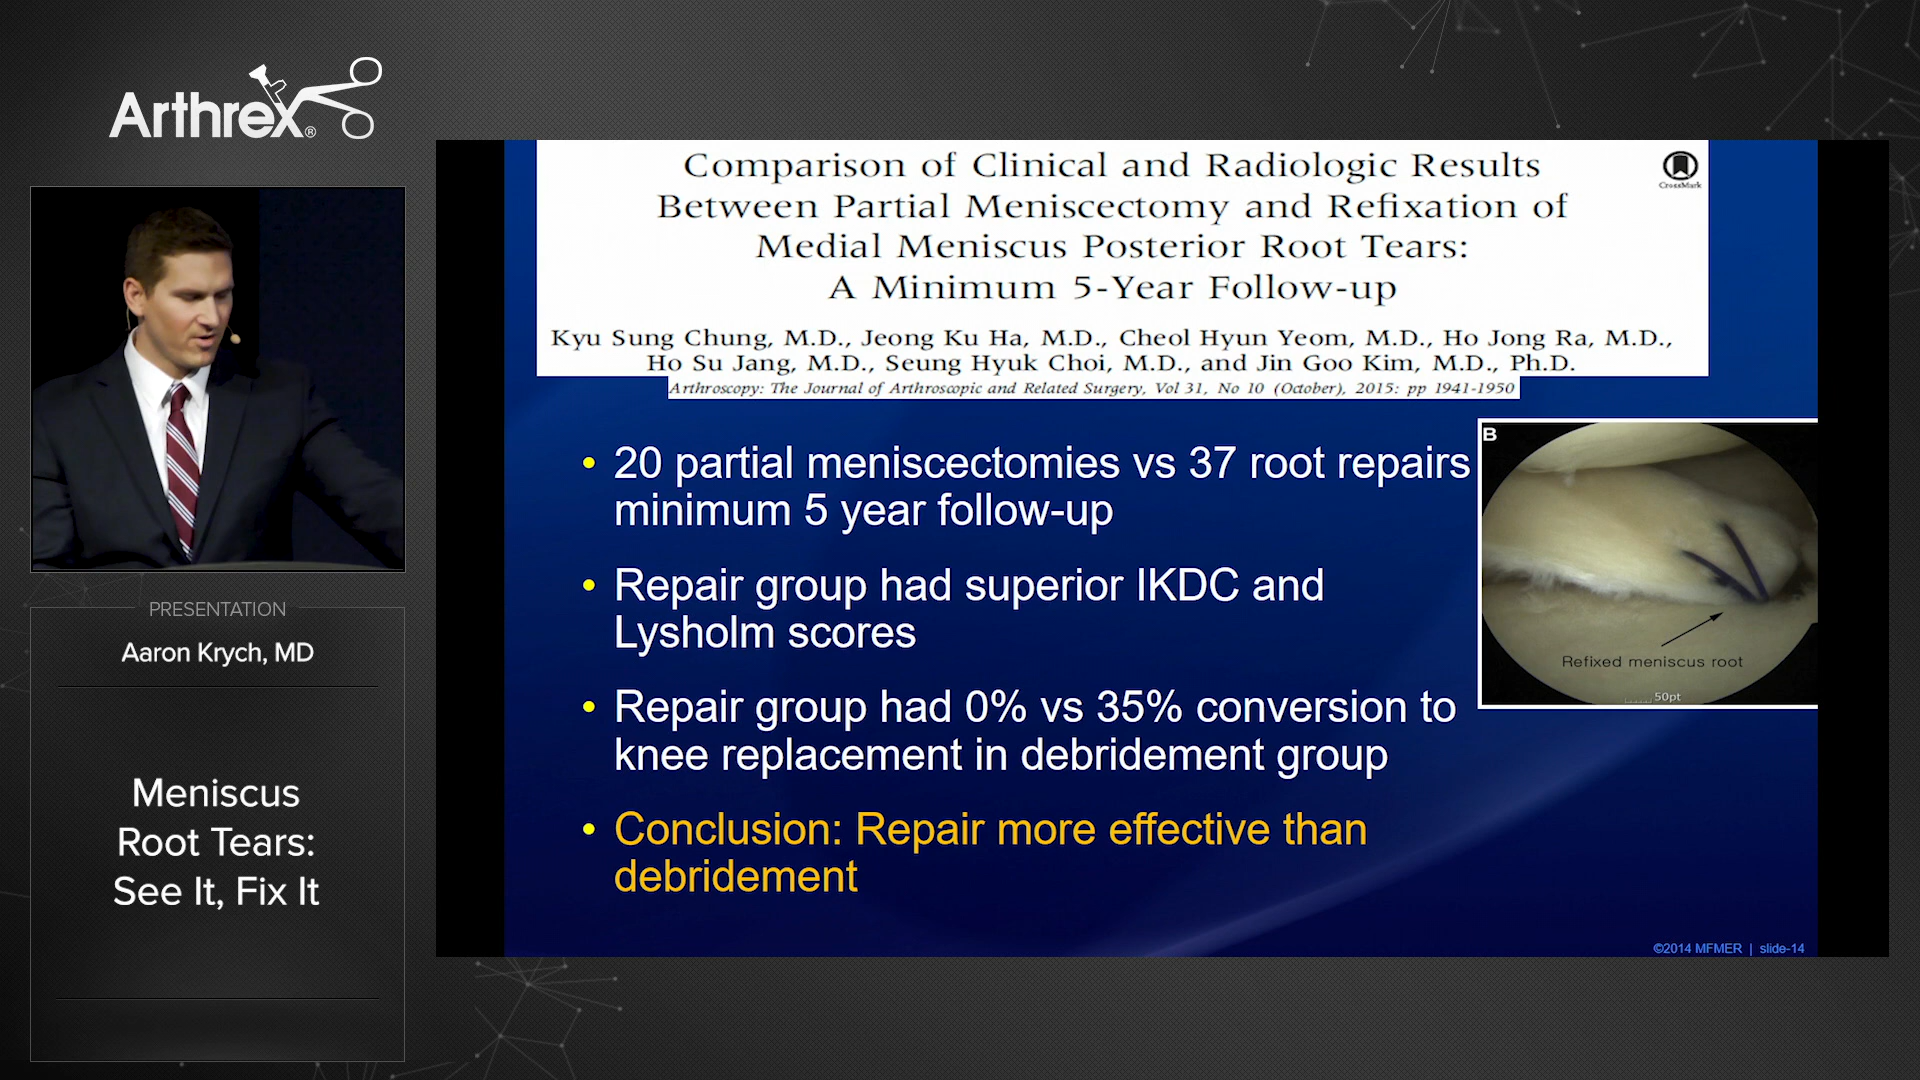 Arthrex®
PRESENTATION
Aaron Krych, MD
Meniscus
Root Tears:
See It, Fix It
Comparison of Clinical and Radiologic Results
Between Partial Meniscectomy and Refixation of
Medial Meniscus Posterior Root Tears:
A Minimum 5-Year Follow-up
CrossMark
Kyu Sung Chung, M.D., Jeong Ku Ha, M.D., Cheol Hyun Yeom, M.D., Ho Jong Ra, M.D.,
Ho Su Jang, M.D., Seung Hyuk Choi, M.D., and Jin Goo Kim, M.D., Ph.D.
Arthroscopy: The Journal of Arthroscopic and Related Surgery, Vol 31, No 10 (October), 2015: pp 1941-1950
• 20 partial meniscectomies vs 37 root repairs
minimum 5 year follow-up
• Repair group had superior IKDC and
Lysholm scores
• Repair group had 0% vs 35% conversion to
knee replacement in debridement group
• Conclusion: Repair more effective than
debridement
B
Refixed meniscus root
50pt
©2014 MFMER | slide-14